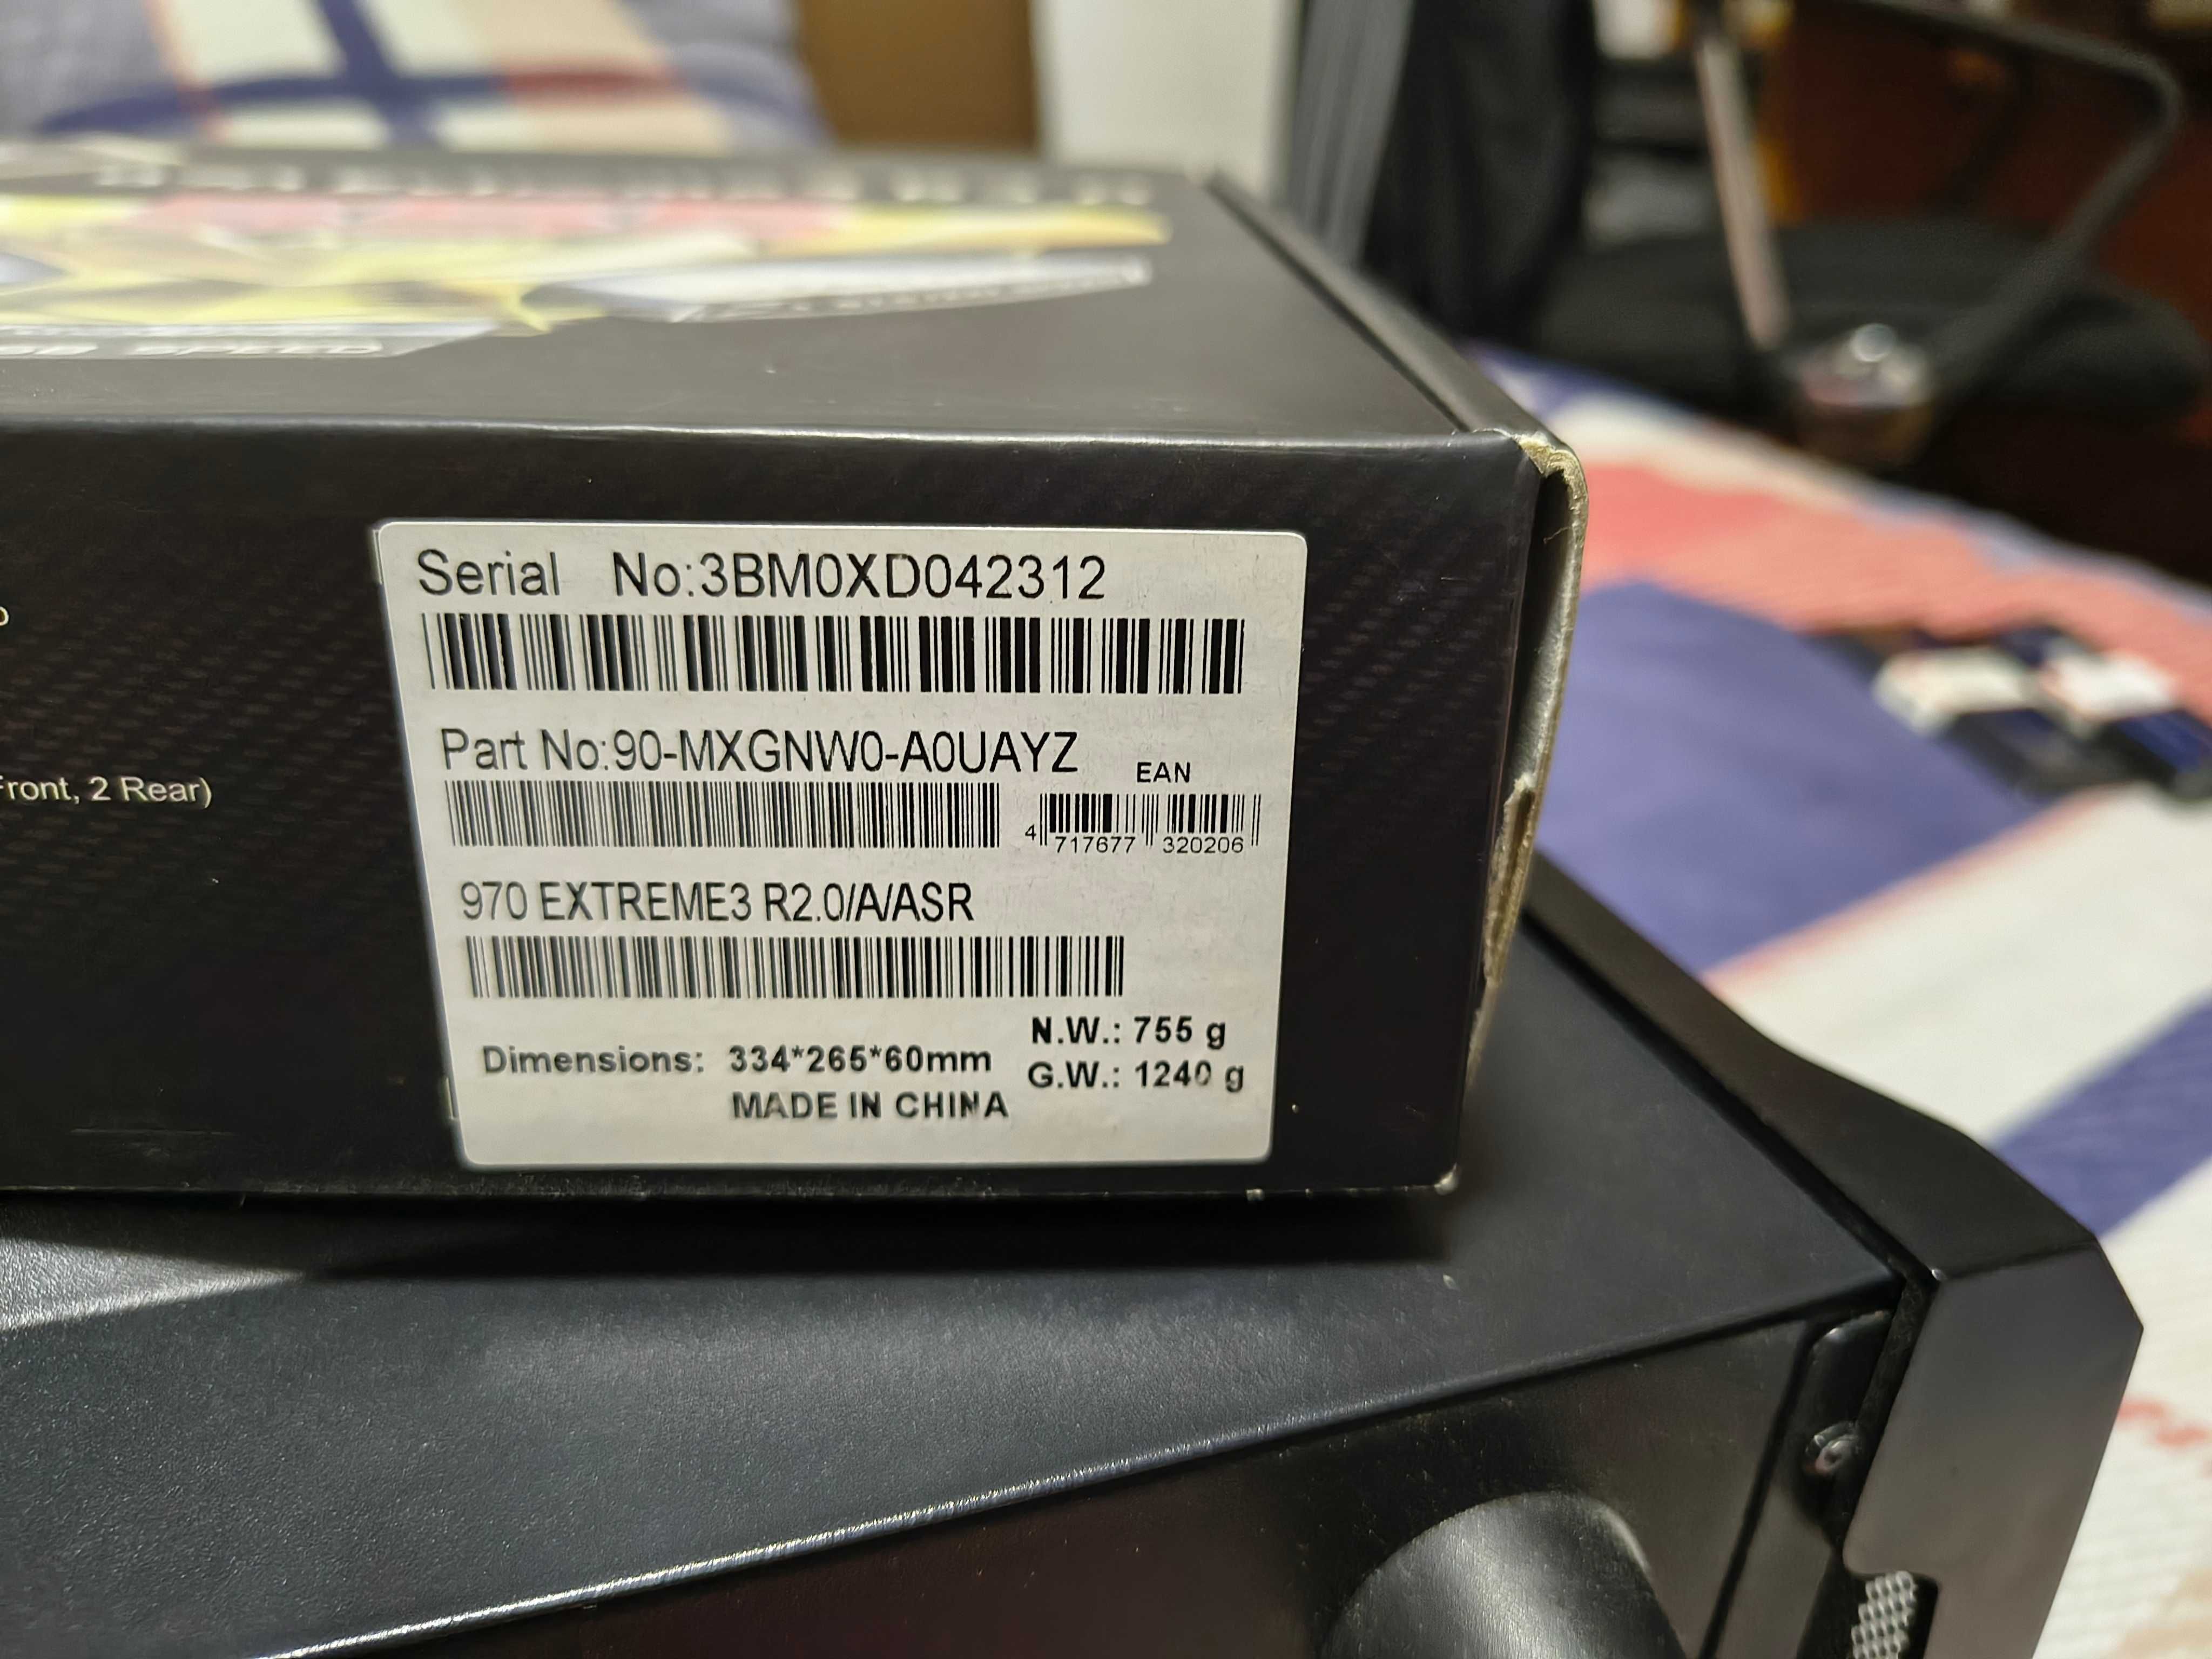 SPEED
Front, 2 Rear)
Serial No:3BM0XD042312
Part No:90-MXGNW0-A0UAYZ
EAN
4 717677 320206
970 EXTREME3 R2.0/A/ASR
N.W.: 755 g
Dimensions: 334*265*60mm
G.W.: 1240 g
MADE IN CHINA